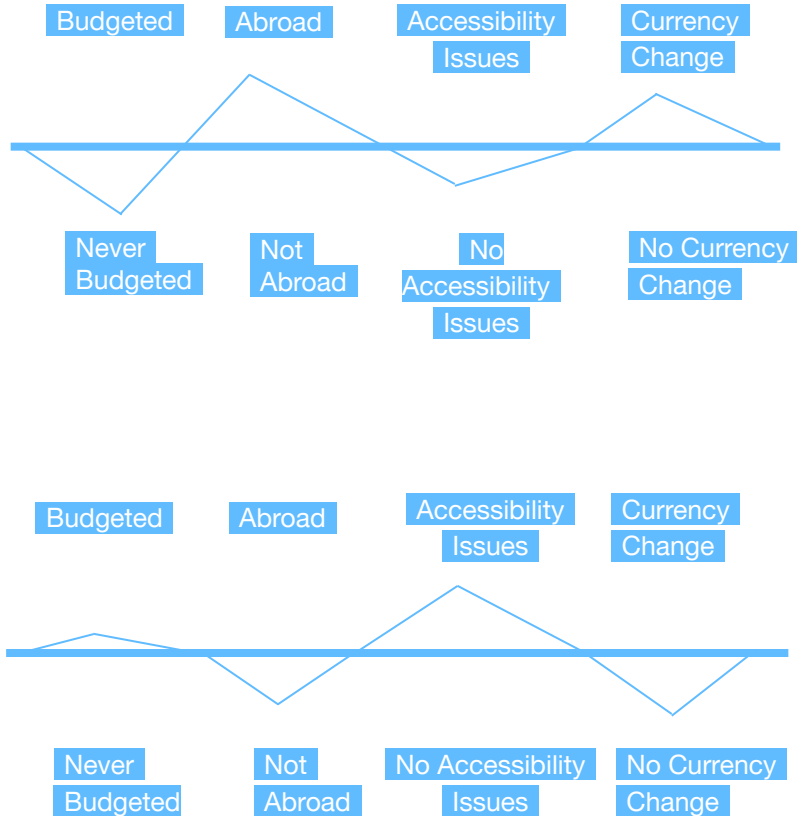 Budgeted
Abroad
Accessibility
Issues
Currency
Change
Never
Budgeted
Not
Abroad
No
Accessibility
Issues
No Currency
Change
Budgeted
Abroad
Accessibility
Issues
Currency
Change
Never
Budgeted
Not
Abroad
No Accessibility
Issues
No Currency
Change